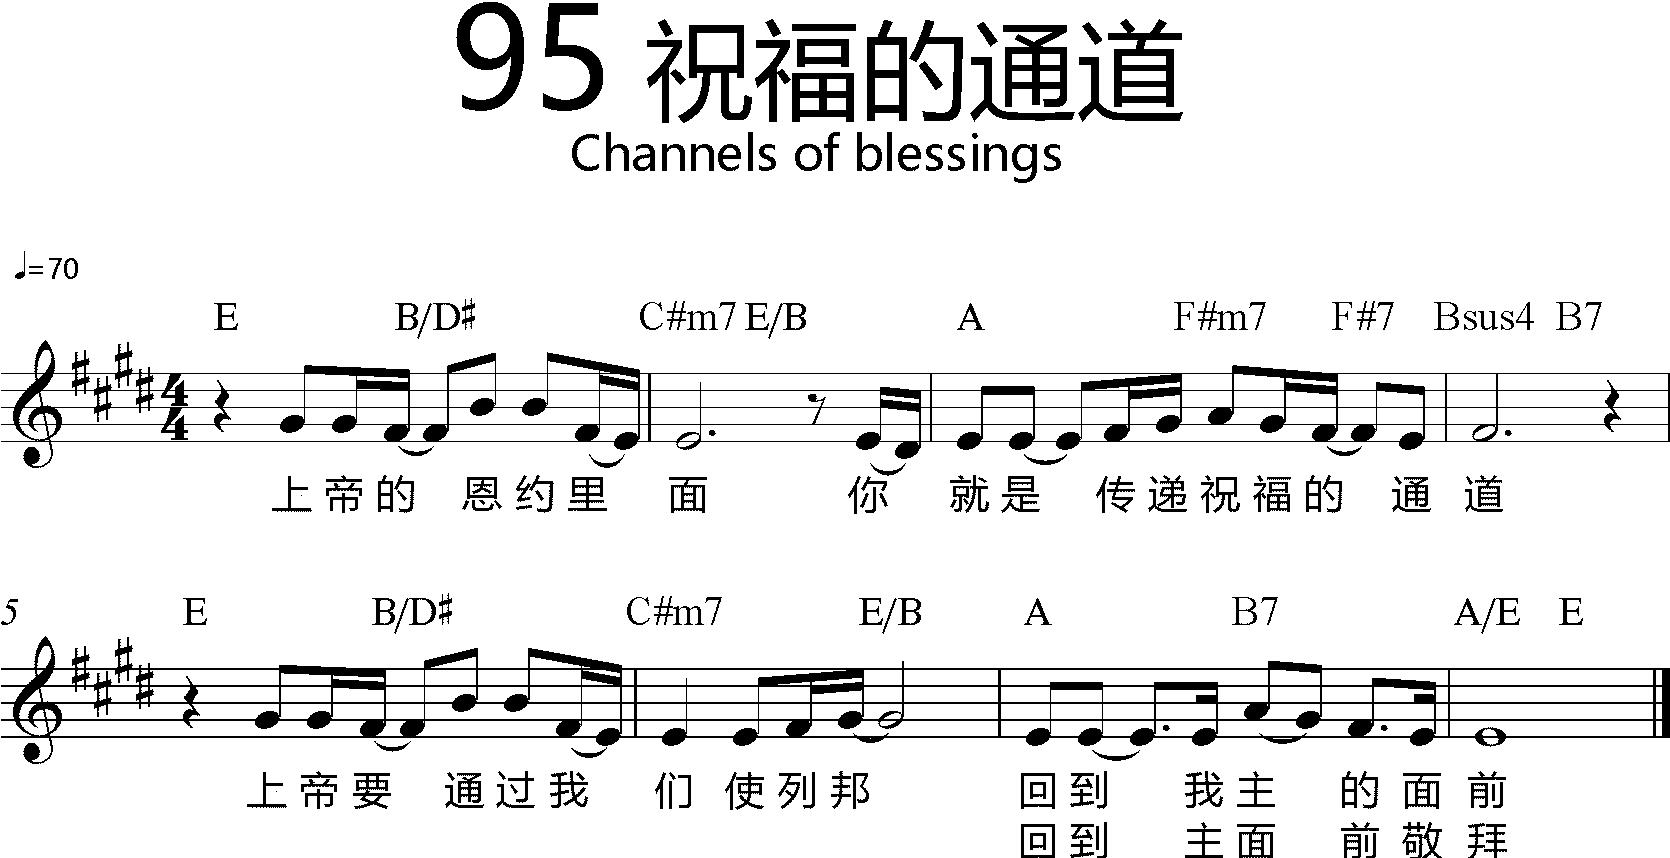 95 祝福的通道
Channels of blessings
♩=70
E B/D♯ C#m7 E/B A F#m7 F#7 Bsus4 B7
4/4
上帝的 恩约里 面 你 就是 传递祝福的 通 道
5 E B/D♯ C#m7 E/B A B7 A/E E
上帝要 通过我 们 使列邦 回到 我主 的面前
回到 主面 前敬拜